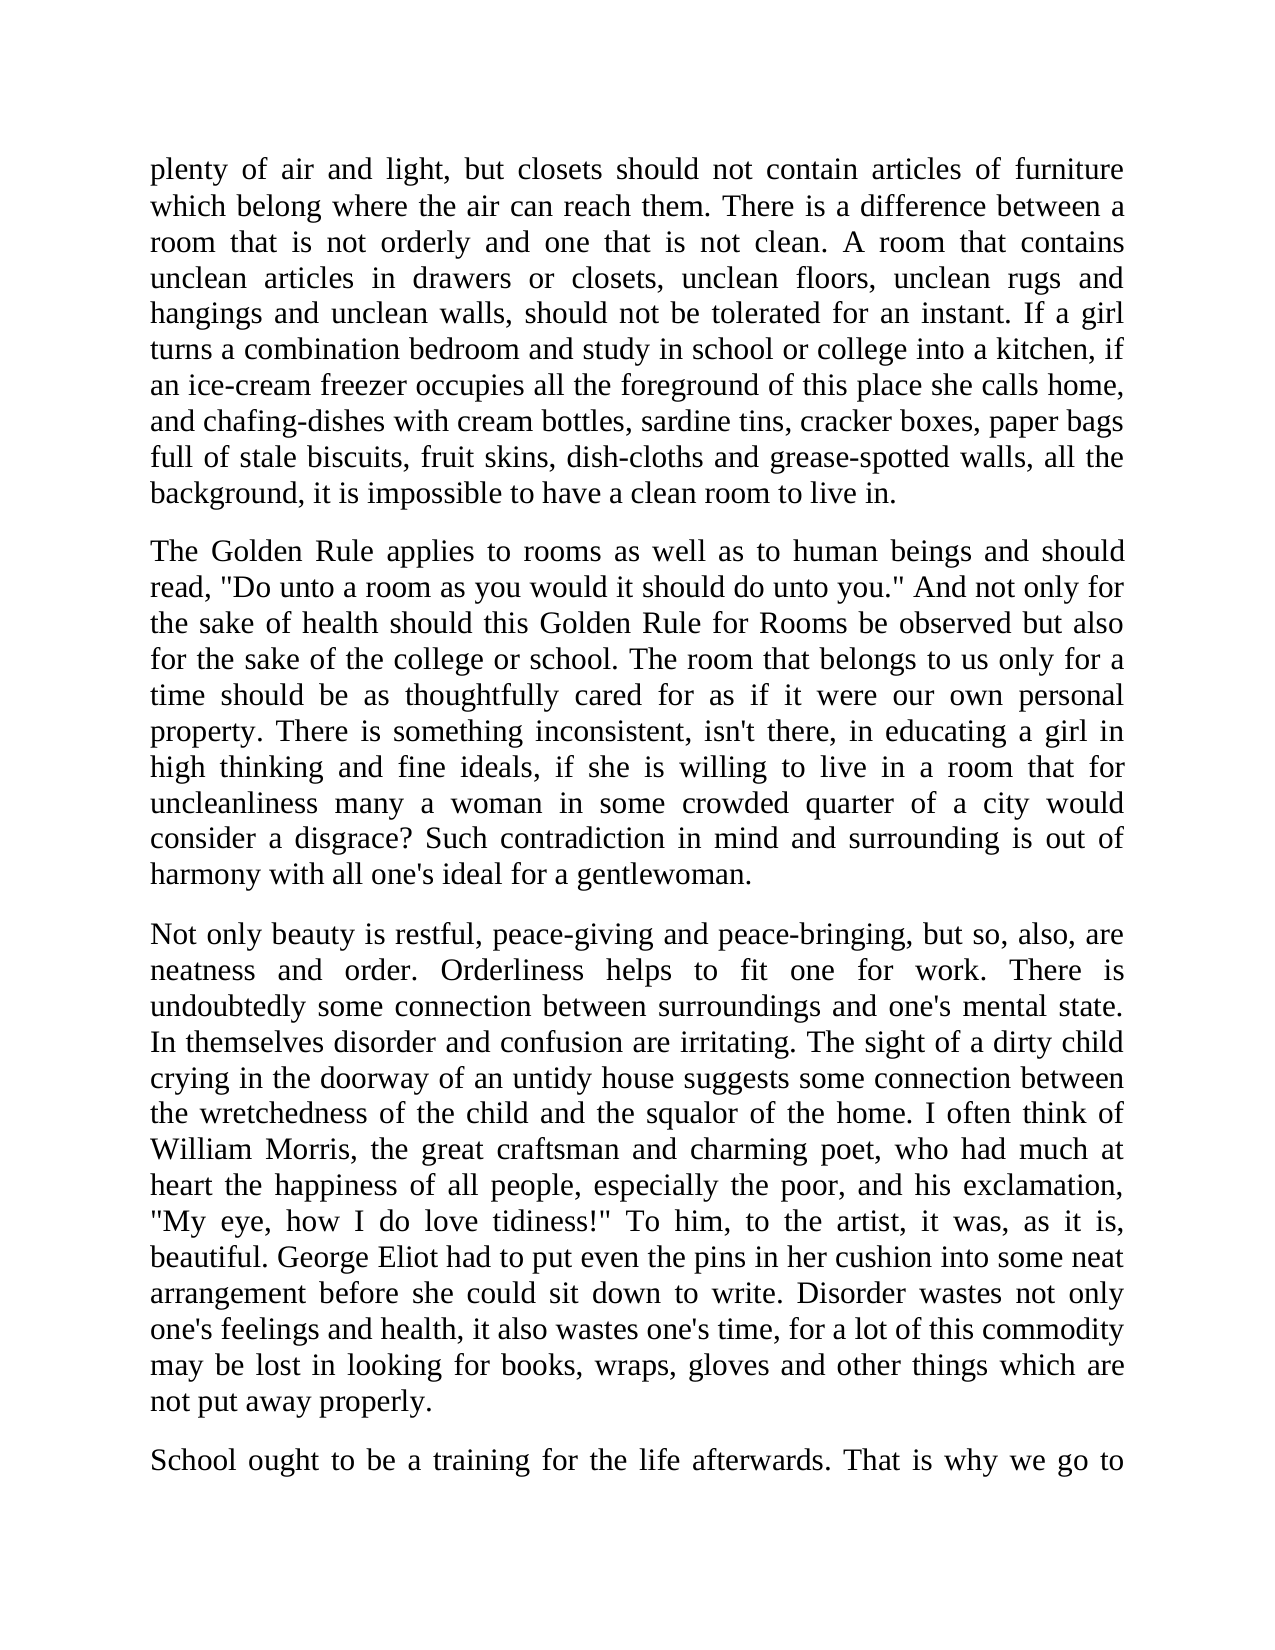 plenty of air and light, but closets should not contain articles of furniture
which belong where the air can reach them. There is a difference between a
room that is not orderly and one that is not clean. A room that contains
unclean articles in drawers or closets, unclean floors, unclean rugs and
hangings and unclean walls, should not be tolerated for an instant. If a girl
turns a combination bedroom and study in school or college into a kitchen, if
an ice-cream freezer occupies all the foreground of this place she calls home,
and chafing-dishes with cream bottles, sardine tins, cracker boxes, paper bags
full of stale biscuits, fruit skins, dish-cloths and grease-spotted walls, all the
background, it is impossible to have a clean room to live in.
The Golden Rule applies to rooms as well as to human beings and should
read, "Do unto a room as you would it should do unto you." And not only for
the sake of health should this Golden Rule for Rooms be observed but also
for the sake of the college or school. The room that belongs to us only for a
time should be as thoughtfully cared for as if it were our own personal
property. There is something inconsistent, isn't there, in educating a girl in
high thinking and fine ideals, if she is willing to live in a room that for
uncleanliness many a woman in some crowded quarter of a city would
consider a disgrace? Such contradiction in mind and surrounding is out of
harmony with all one's ideal for a gentlewoman.
Not only beauty is restful, peace-giving and peace-bringing, but so, also, are
neatness and order. Orderliness helps to fit one for work. There is
undoubtedly some connection between surroundings and one's mental state.
In themselves disorder and confusion are irritating. The sight of a dirty child
crying in the doorway of an untidy house suggests some connection between
the wretchedness of the child and the squalor of the home. I often think of
William Morris, the great craftsman and charming poet, who had much at
heart the happiness of all people, especially the poor, and his exclamation,
"My eye, how I do love tidiness!" To him, to the artist, it was, as it is,
beautiful. George Eliot had to put even the pins in her cushion into some neat
arrangement before she could sit down to write. Disorder wastes not only
one's feelings and health, it also wastes one's time, for a lot of this commodity
may be lost in looking for books, wraps, gloves and other things which are
not put away properly.
School ought to be a training for the life afterwards. That is why we go to